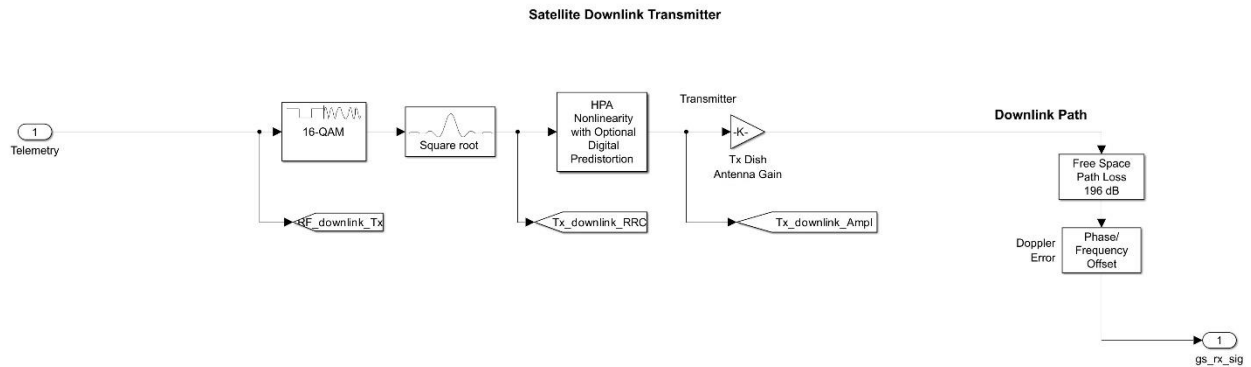 Satellite Downlink Transmitter
1
Telemetry
16-QAM
RF_downlink_Tx
Square root
Tx_downlink_RRC
HPA
Nonlinearity
with Optional
Digital
Predistortion
Transmitter
-K-
Tx Dish
Antenna Gain
Tx_downlink_Ampl
Downlink Path
Free Space
Path Loss
196 dB
Doppler
Error
Phase/
Frequency
Offset
1
gs_rx_sig